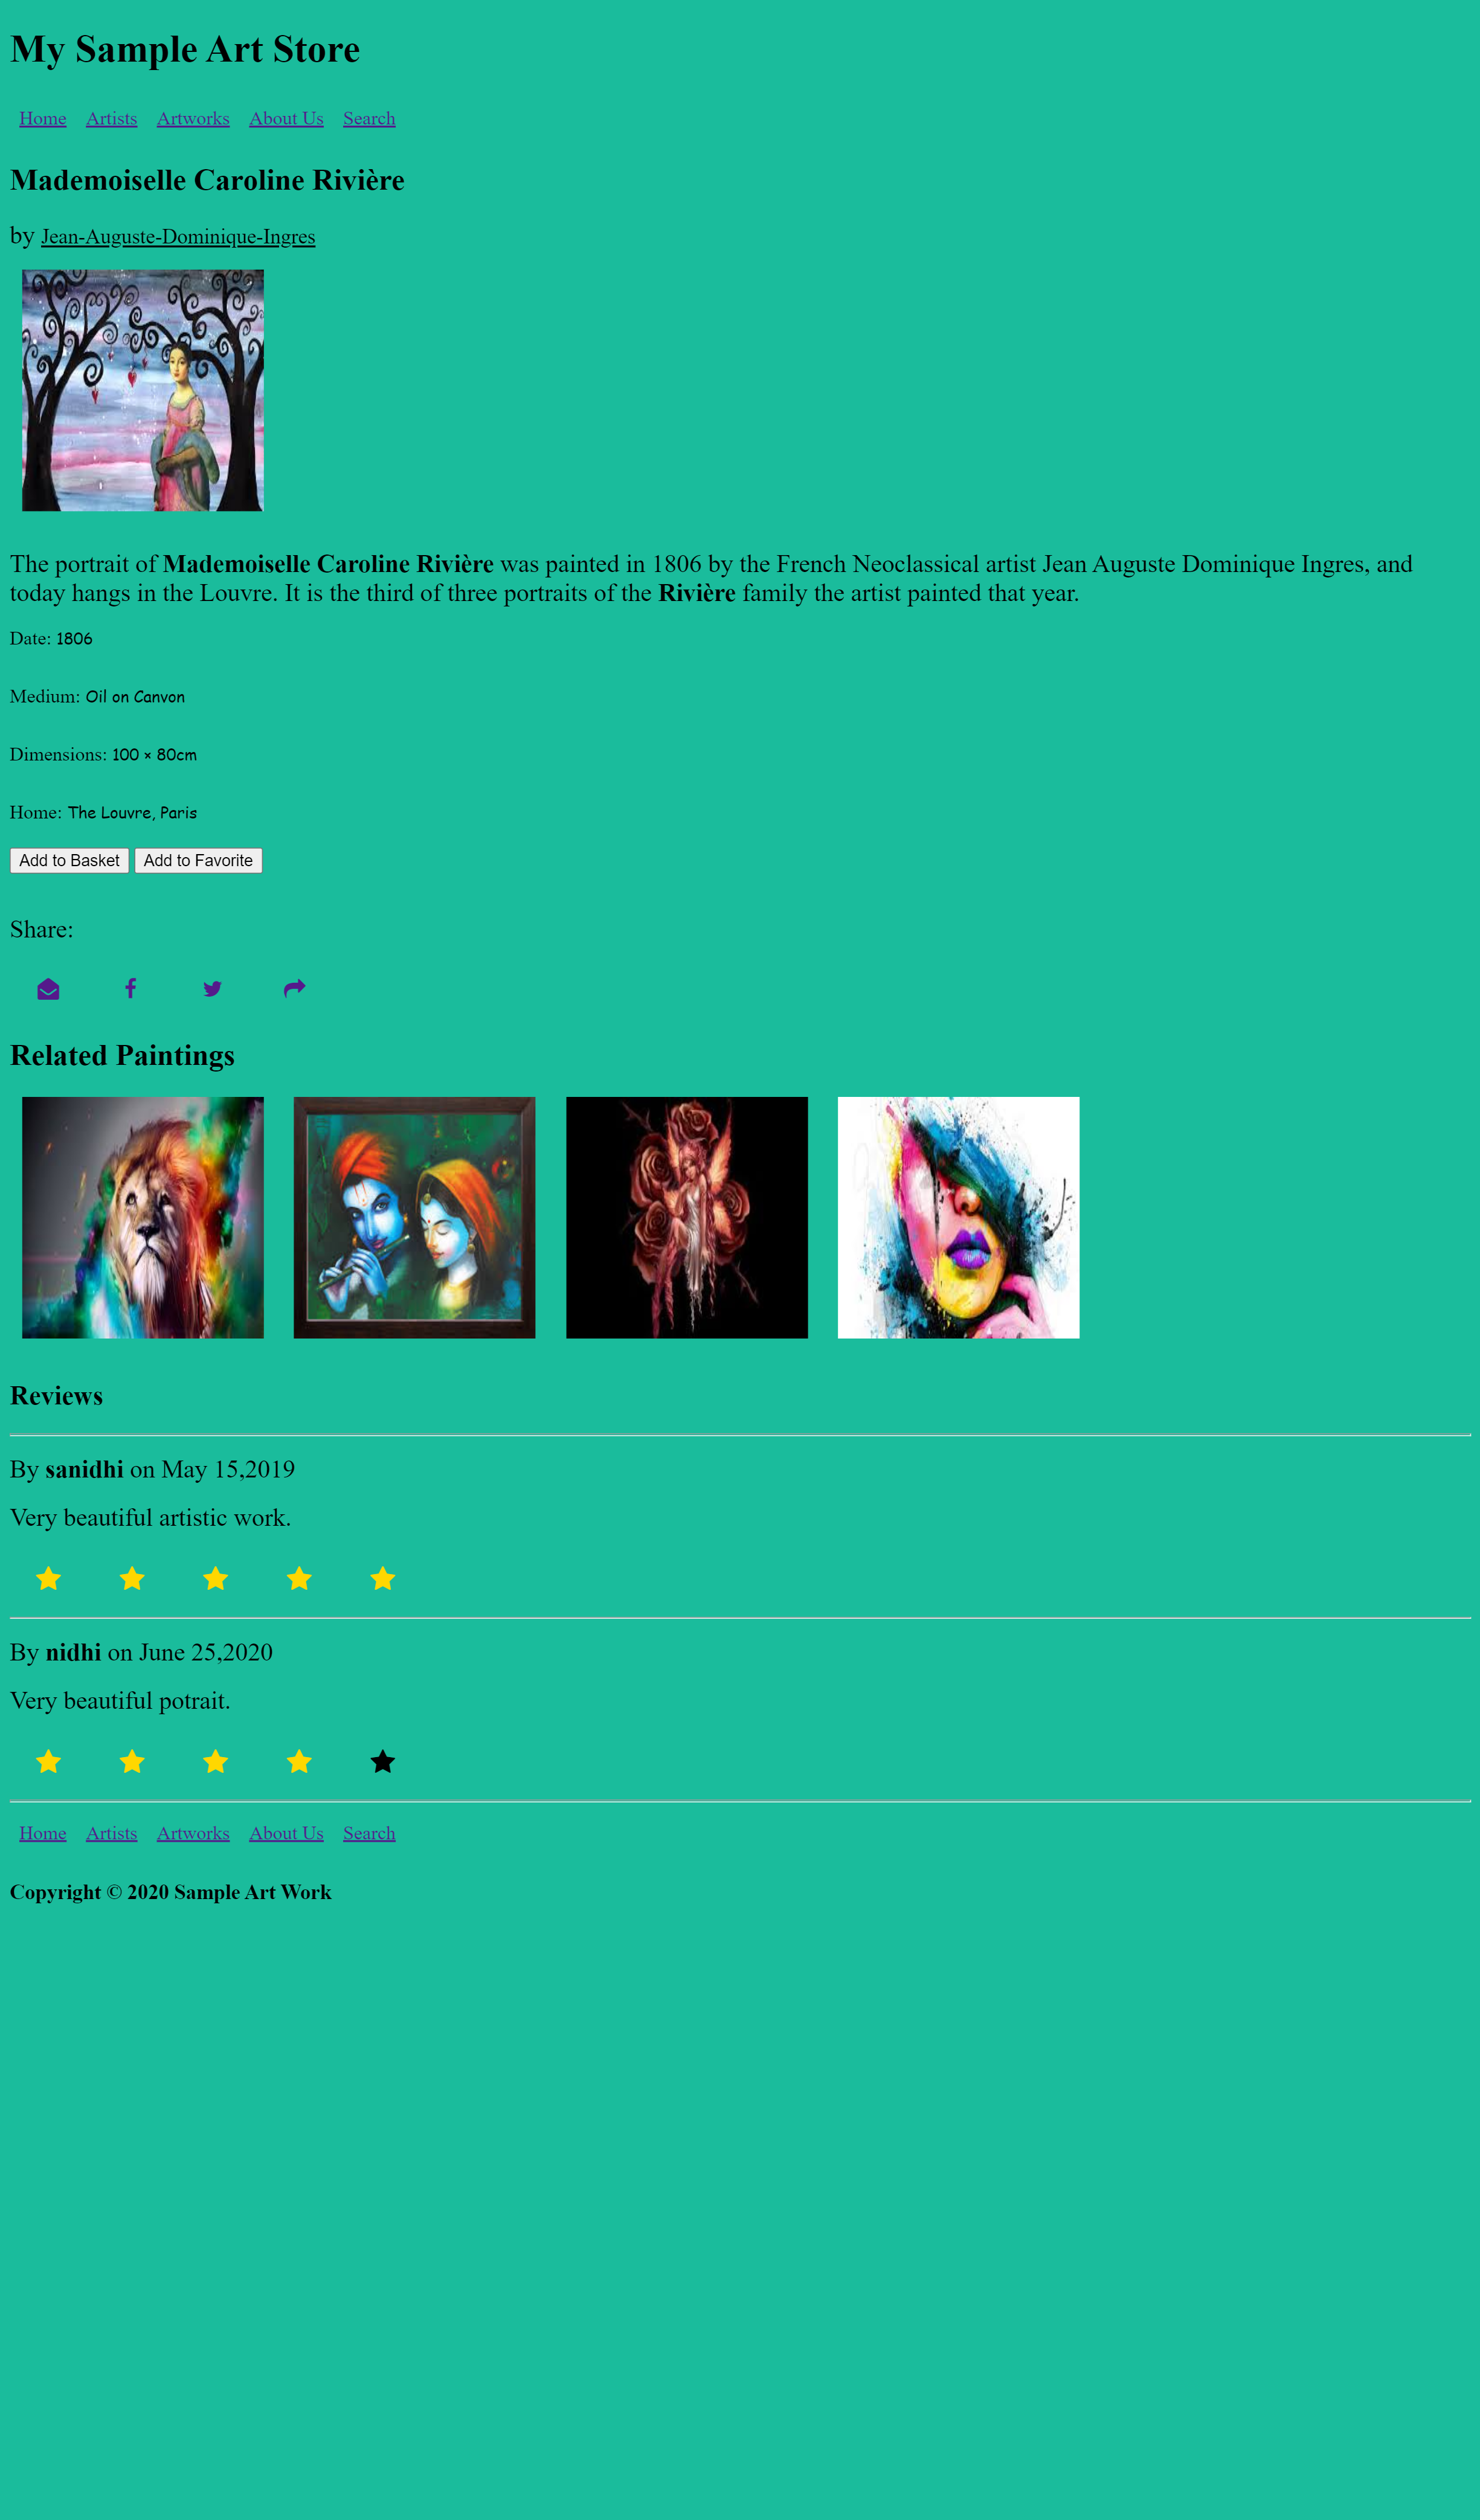 My Sample Art Store
Home Artists Artworks About Us Search
Mademoiselle Caroline Rivière
by Jean-Auguste-Dominique-Ingres
The portrait of Mademoiselle Caroline Rivière was painted in 1806 by the French Neoclassical artist Jean Auguste Dominique Ingres, and
today hangs in the Louvre. It is the third of three portraits of the Rivière family the artist painted that year.
Date: 1806
Medium: Oil on Canvon
Dimensions: 100 × 80cm
Home: The Louvre, Paris
Add to Basket Add to Favorite
Share:
Related Paintings
Reviews
By sanidhi on May 15,2019
Very beautiful artistic work.
By nidhi on June 25,2020
Very beautiful potrait.
Home Artists Artworks About Us Search
Copyright © 2020 Sample Art Work